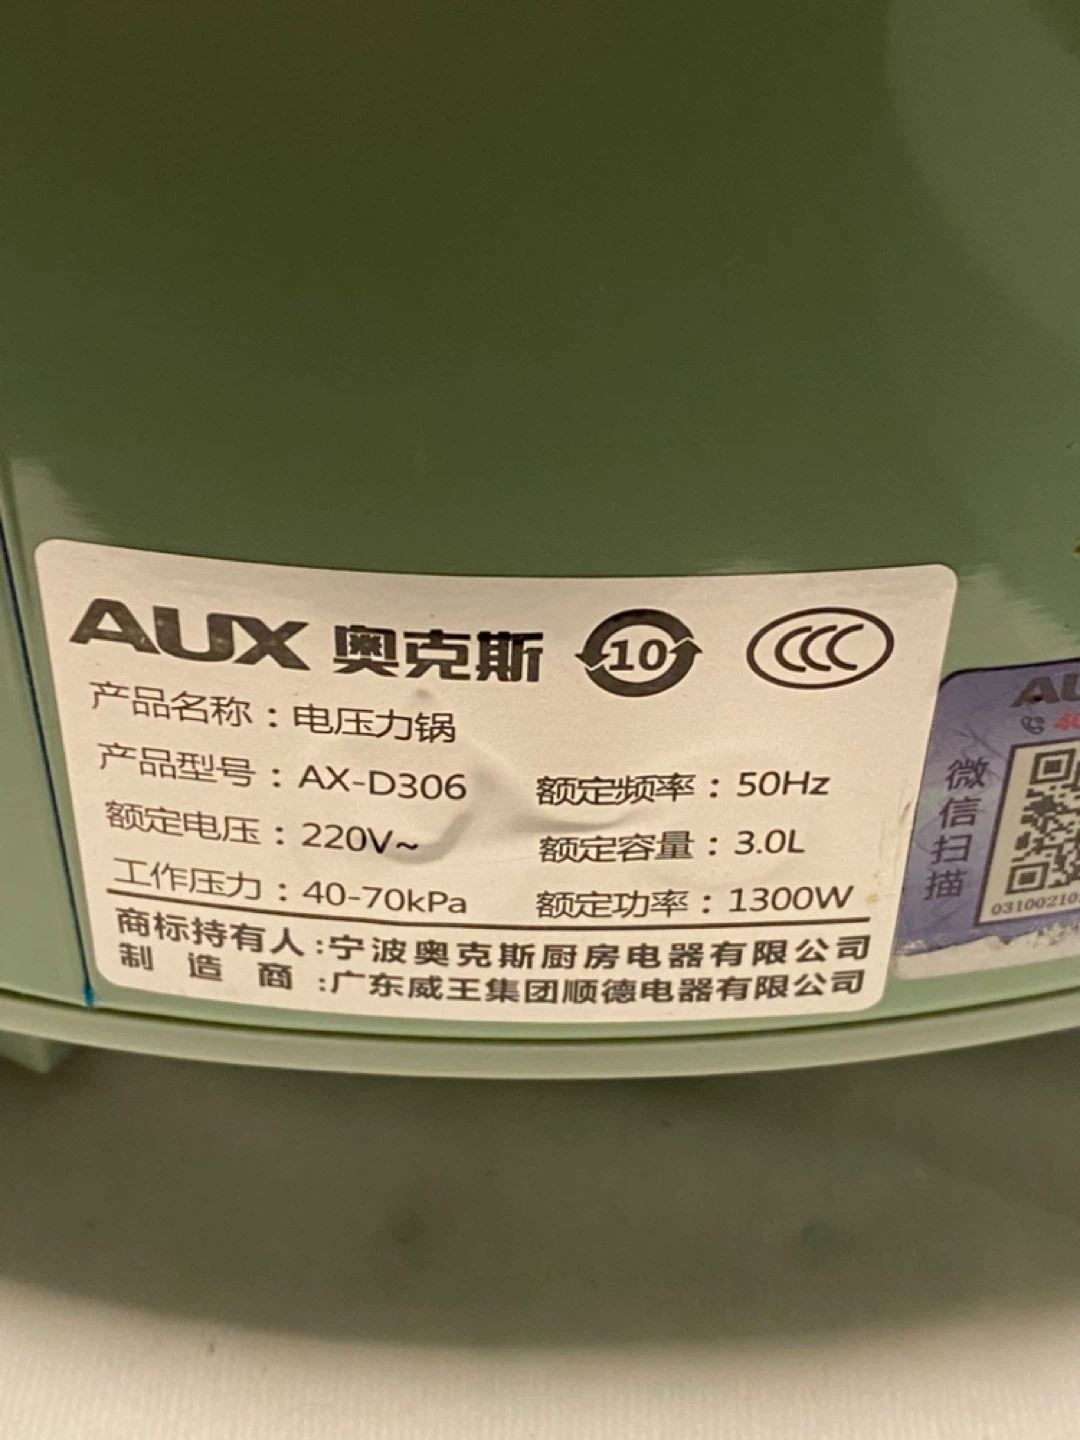 AUX 奥克斯 10 CCC
产品名称：电压力锅
产品型号：AX-D306 额定频率：50Hz
额定电压：220V~ 额定容量：3.0L
工作压力：40-70kPa 额定功率：1300W
商标持有人：宁波奥克斯厨房电器有限公司
制造商：广东威王集团顺德电器有限公司
微信扫描